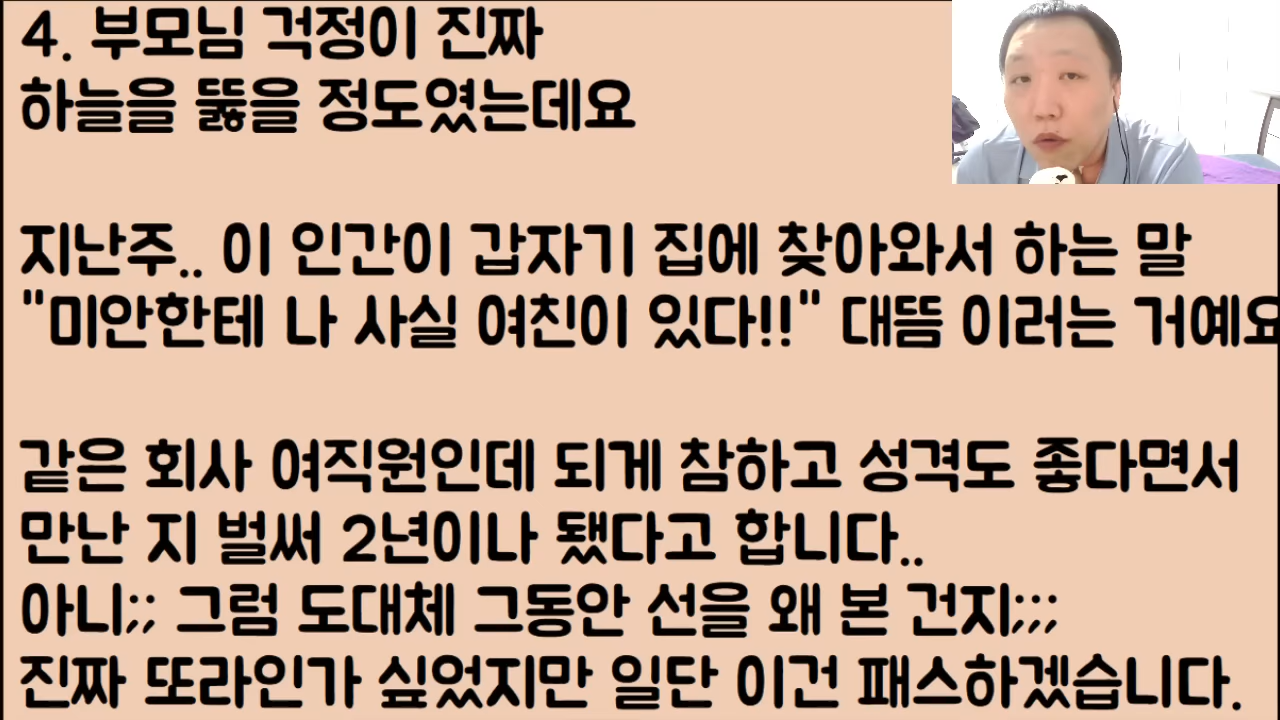 4. 부모님 걱정이 진짜
하늘을 뚫을 정도였는데요
지난주.. 이 인간이 갑자기 집에 찾아와서 하는 말
"미안한테 나 사실 여친이 있다!!" 대뜸 이러는 거예요
같은 회사 여직원인데 되게 참하고 성격도 좋다면서
만난 지 벌써 2년이나 됐다고 합니다..
아니;; 그럼 도대체 그동안 선을 왜 본 건지;;;
진짜 또라인가 싶었지만 일단 이건 패스하겠습니다.